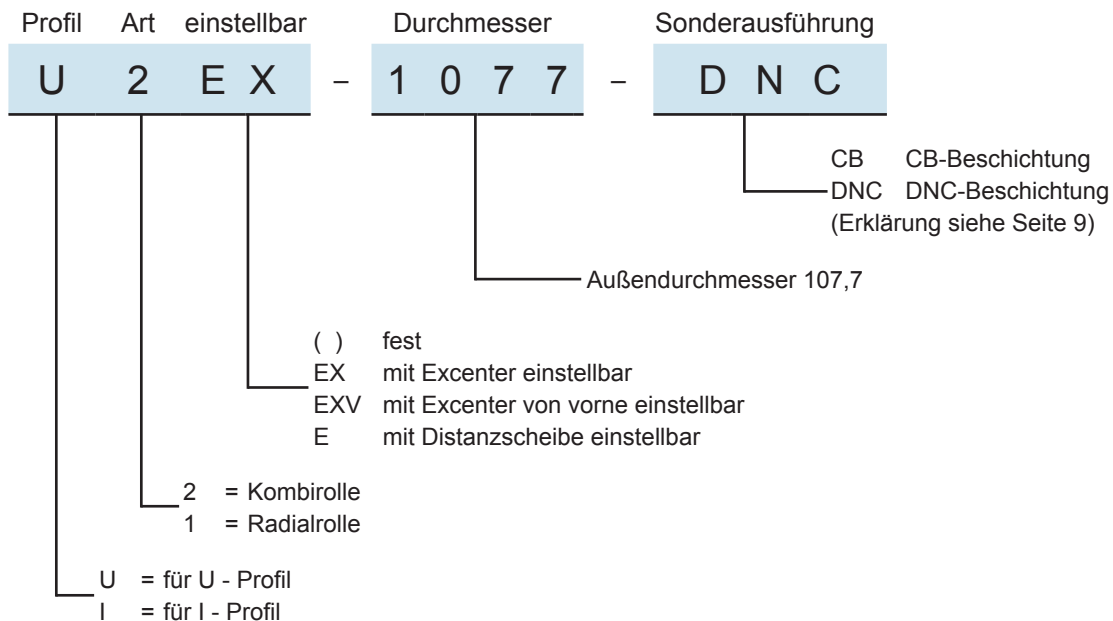 Profil Art einstellbar Durchmesser Sonderausführung
U 2 E X – 1 0 7 7 – D N C
CB CB-Beschichtung
DNC DNC-Beschichtung
(Erklärung siehe Seite 9)
Außendurchmesser 107,7
( ) fest
EX mit Excenter einstellbar
EXV mit Excenter von vorne einstellbar
E mit Distanzscheibe einstellbar
2 = Kombirolle
1 = Radialrolle
U = für U - Profil
I = für I - Profil